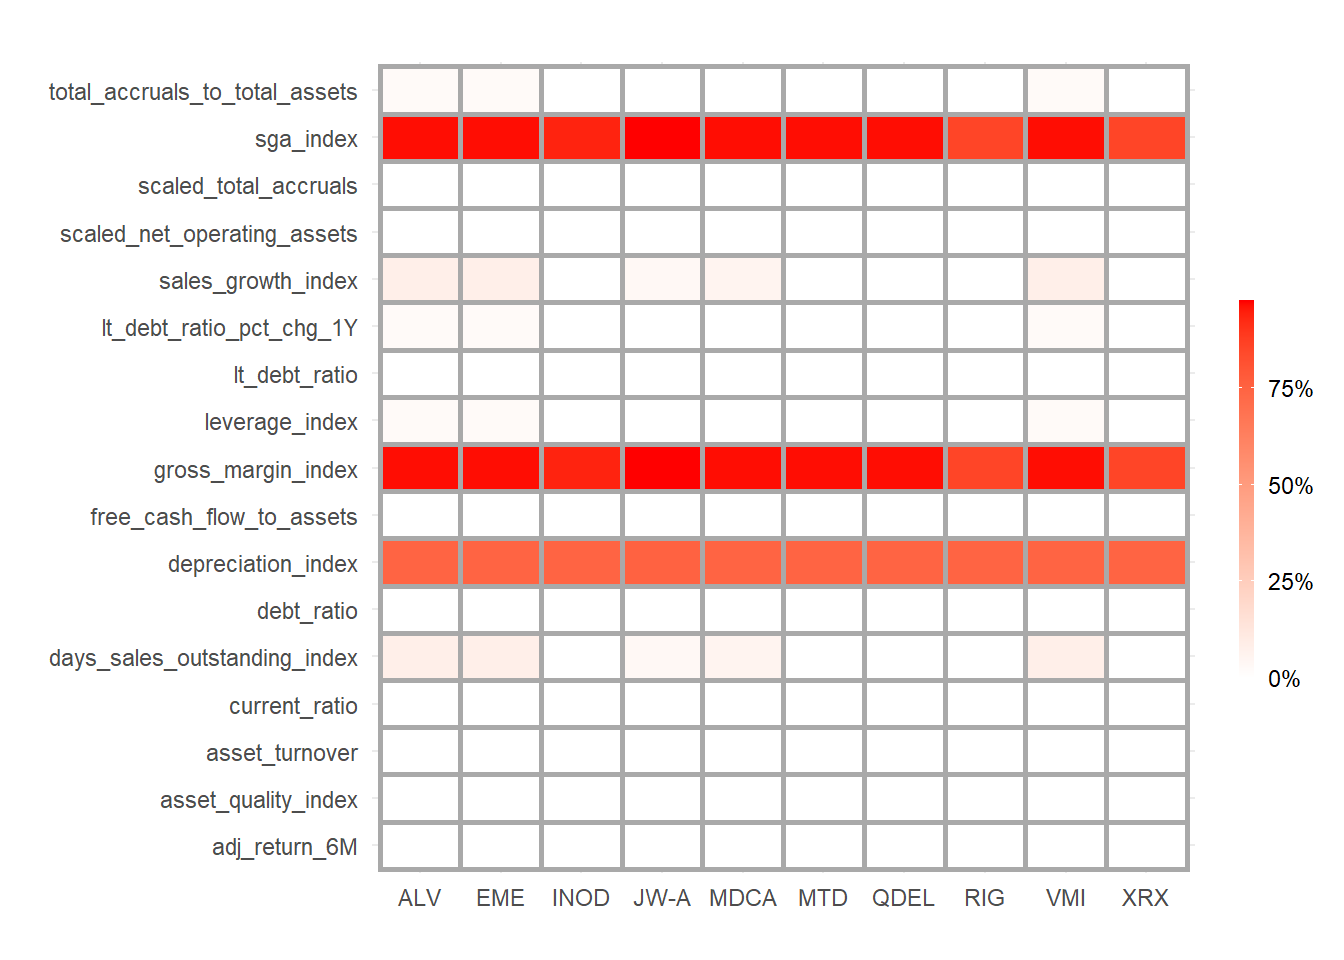 total_accruals_to_total_assets
sga_index
scaled_total_accruals
scaled_net_operating_assets
sales_growth_index
lt_debt_ratio_pct_chg_1Y
lt_debt_ratio
leverage_index
gross_margin_index
free_cash_flow_to_assets
depreciation_index
debt_ratio
days_sales_outstanding_index
current_ratio
asset_turnover
asset_quality_index
adj_return_6M
ALV EME INOD JW-A MDCA MTD QDEL RIG VMI XRX
75%
50%
25%
0%